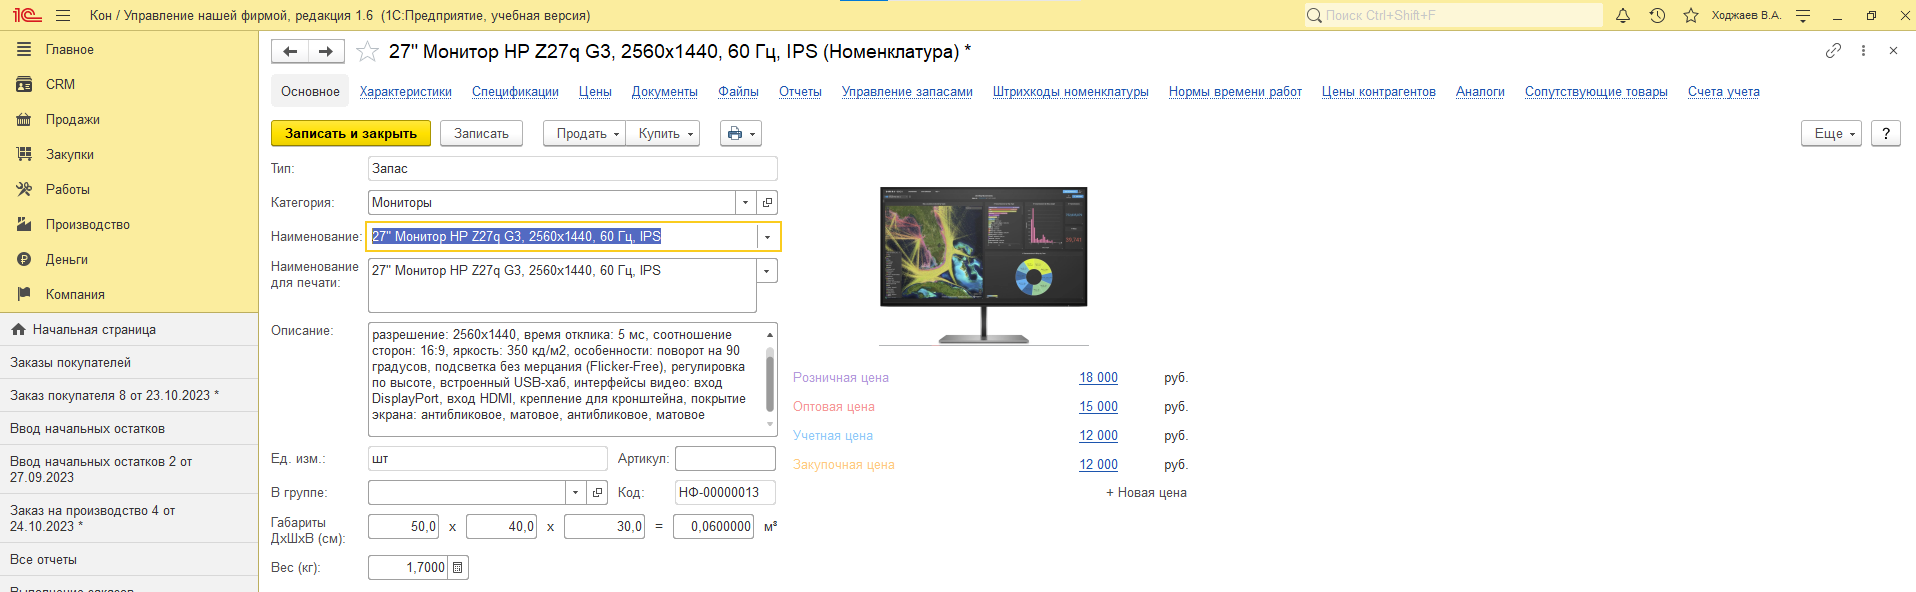 Кон / Управление нашей фирмой, редакция 1.6 (1С:Предприятие, учебная версия)
Поиск Ctrl+Shift+F
Ходжаев В.А.
Главное
CRM
Продажи
Закупки
Работы
Производство
Деньги
Компания
Начальная страница
Заказы покупателей
Заказ покупателя 8 от 23.10.2023 *
Ввод начальных остатков
Ввод начальных остатков 2 от
27.09.2023
Заказ на производство 4 от
24.10.2023 *
Все отчеты
27" Монитор HP Z27q G3, 2560x1440, 60 Гц, IPS (Номенклатура) *
Основное Характеристики Спецификации Цены Документы Файлы Отчеты Управление запасами Штрихкоды номенклатуры Нормы времени работ Цены контрагентов Аналоги Сопутствующие товары Счета учета
Записать и закрыть Записать Продать Купить Еще ?
Тип: Запас
Категория: Мониторы
Наименование: 27" Монитор HP Z27q G3, 2560x1440, 60 Гц, IPS
Наименование
для печати:
27" Монитор HP Z27q G3, 2560x1440, 60 Гц, IPS
Описание:
разрешение: 2560x1440, время отклика: 5 мс, соотношение
сторон: 16:9, яркость: 350 кд/м2, особенности: поворот на 90
градусов, подсветка без мерцания (Flicker-Free), регулировка
по высоте, встроенный USB-хаб, интерфейсы видео: вход
DisplayPort, вход HDMI, крепление для кронштейна, покрытие
экрана: антибликовое, матовое, антибликовое, матовое
Ед. изм.: шт Артикул:
В группе: Код: НФ-00000013
Габариты
ДхШхВ (см):
50,0 x 40,0 x 30,0 = 0,0600000 м³
Вес (кг): 1,7000
Розничная цена 18 000 руб.
Оптовая цена 15 000 руб.
Учетная цена 12 000 руб.
Закупочная цена 12 000 руб.
+ Новая цена